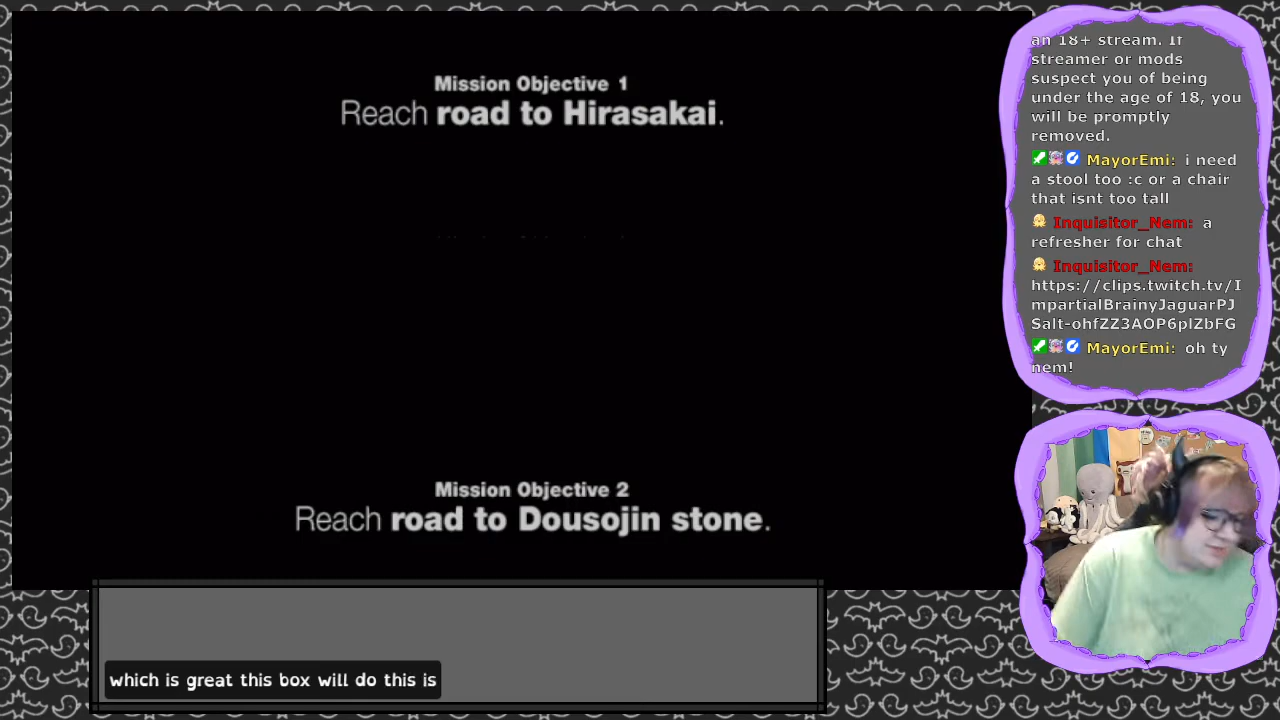 Mission Objective 1
Reach road to Hirasakai.
Mission Objective 2
Reach road to Dousojin stone.
which is great this box will do this is
an 18+ stream. If
streamer or mods
suspect you of being
under the age of 18, you
will be promptly
removed.
MayorEmi: i need
a stool too :c or a chair
that isnt too tall
Inquisitor_Nem: a
refresher for chat
Inquisitor_Nem:
https://clips.twitch.tv/I
mpartialBrainyJaguarPJ
Salt-ohfZZ3AOP6plZbFG
MayorEmi: oh ty
nem!